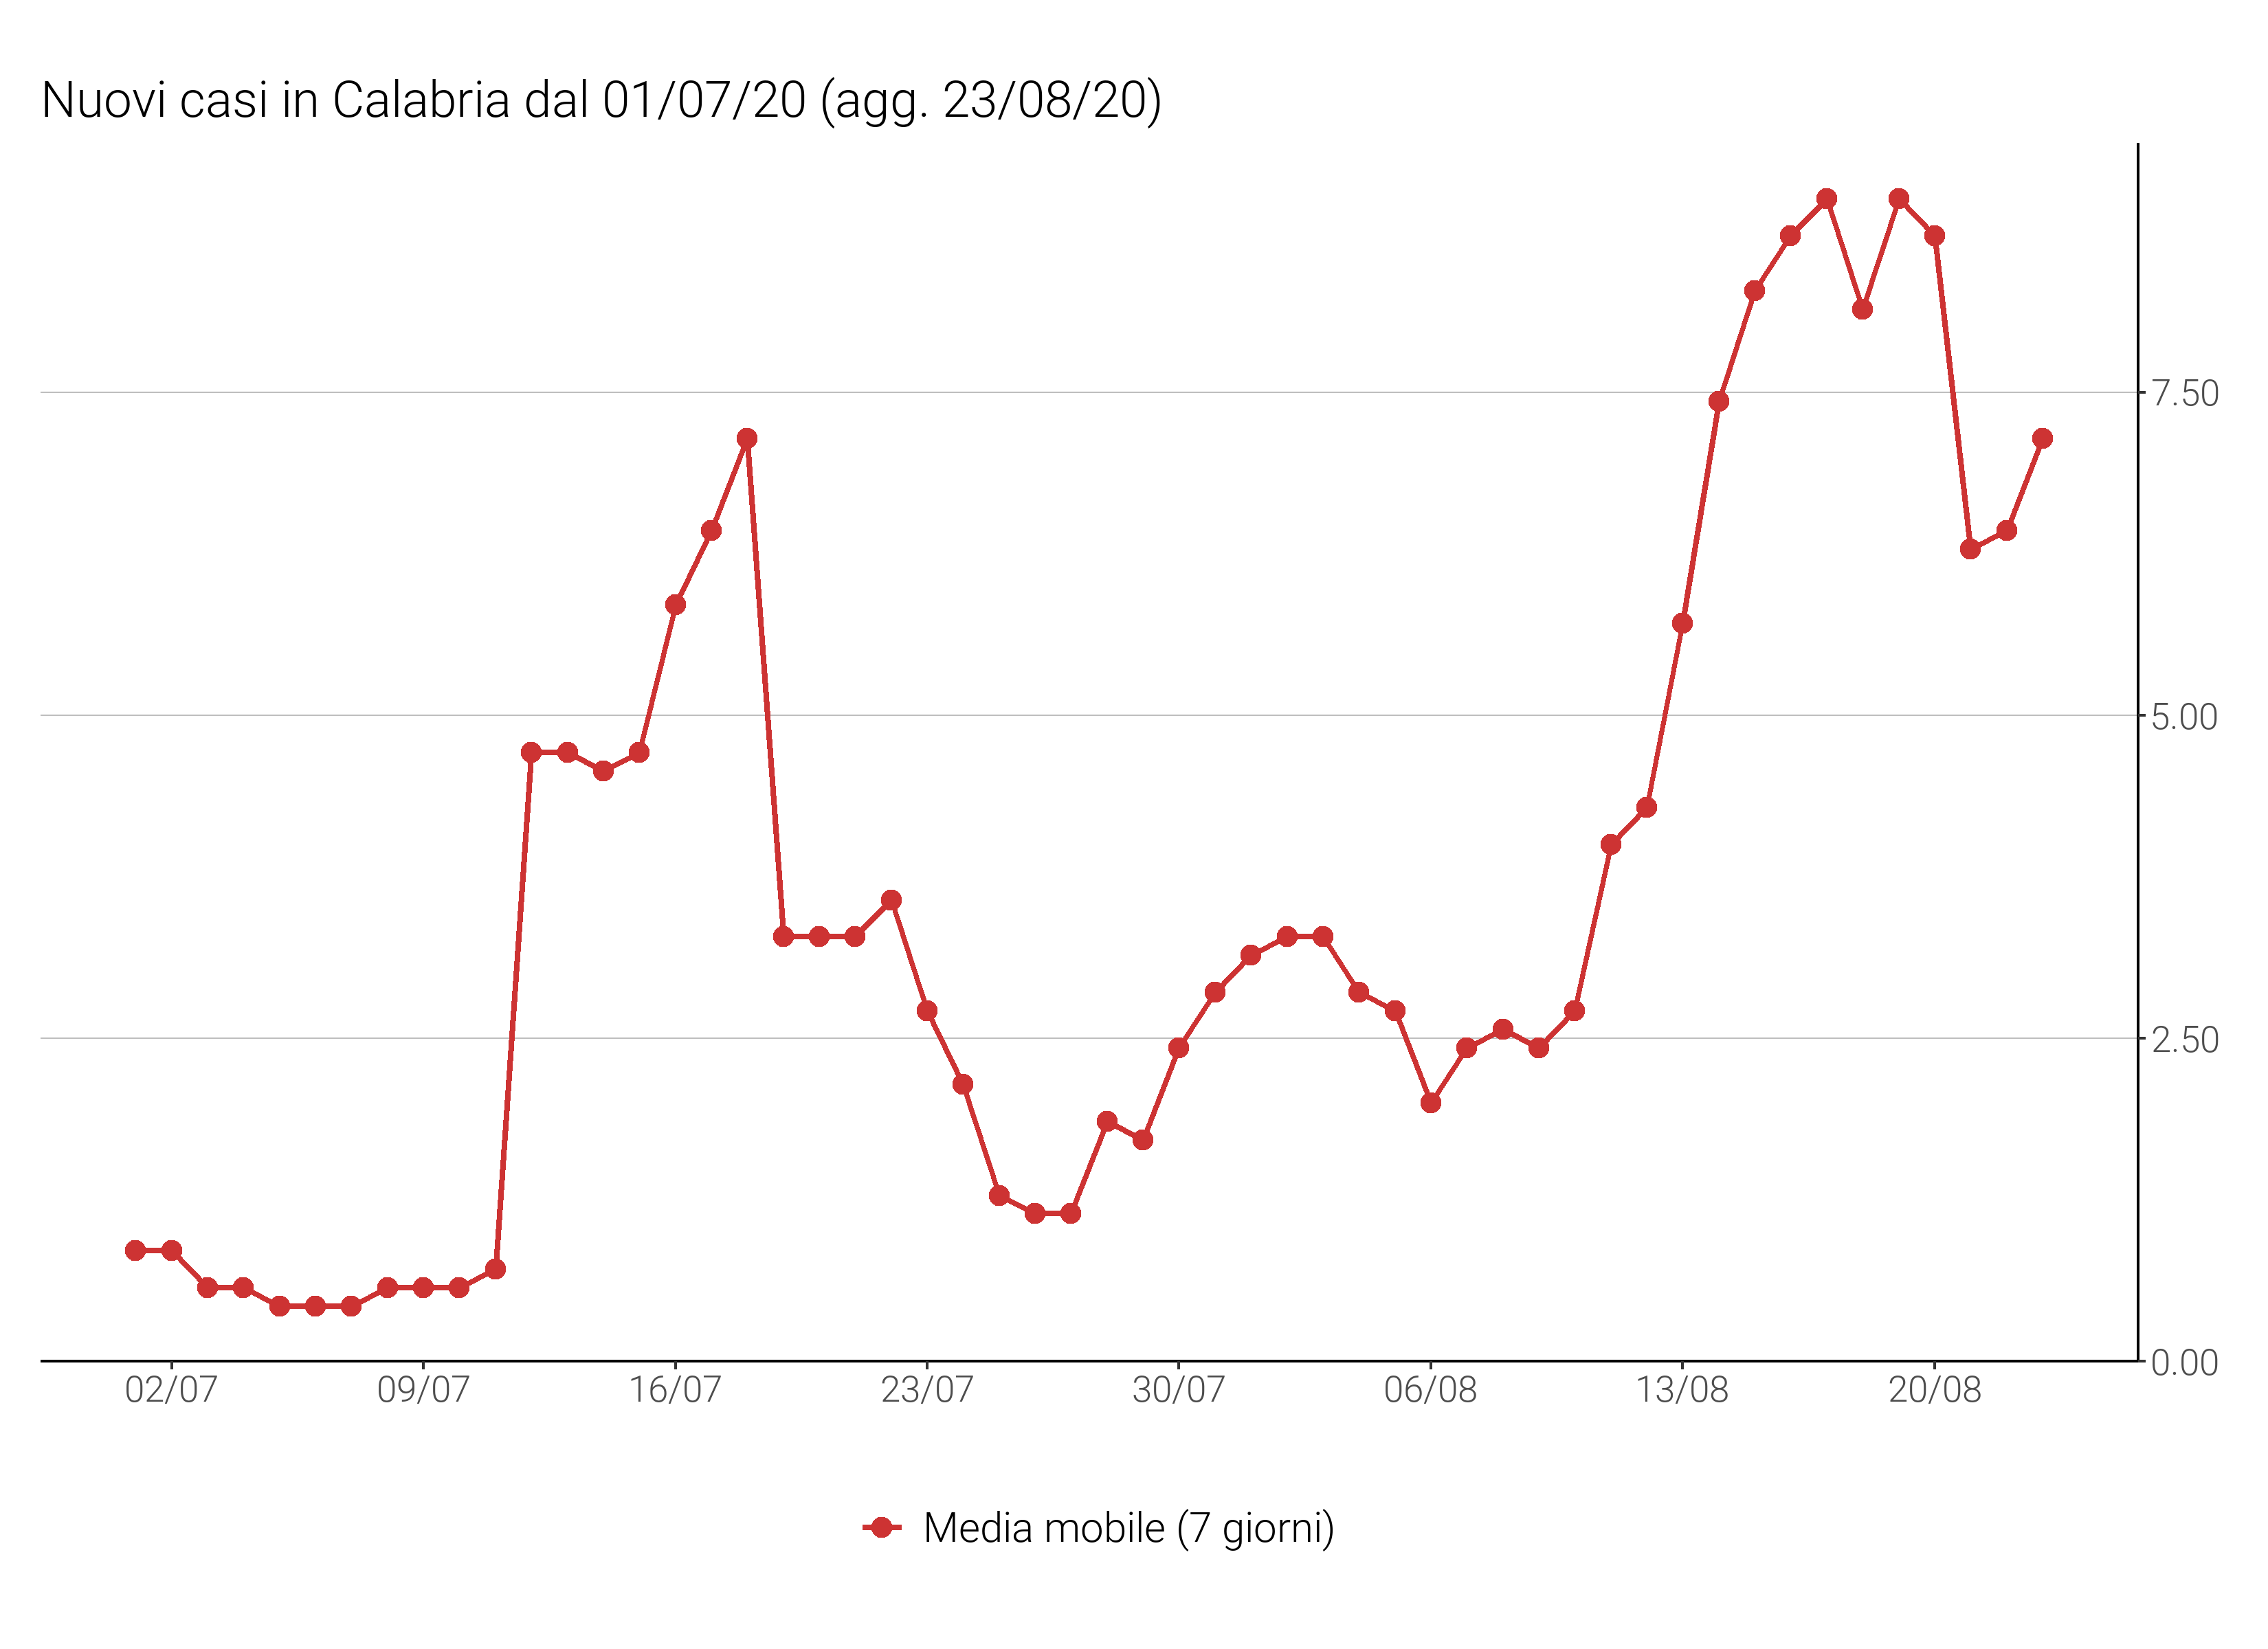 Nuovi casi in Calabria dal 01/07/20 (agg. 23/08/20)
7.50
5.00
2.50
0.00
02/07 09/07 16/07 23/07 30/07 06/08 13/08 20/08
Media mobile (7 giorni)